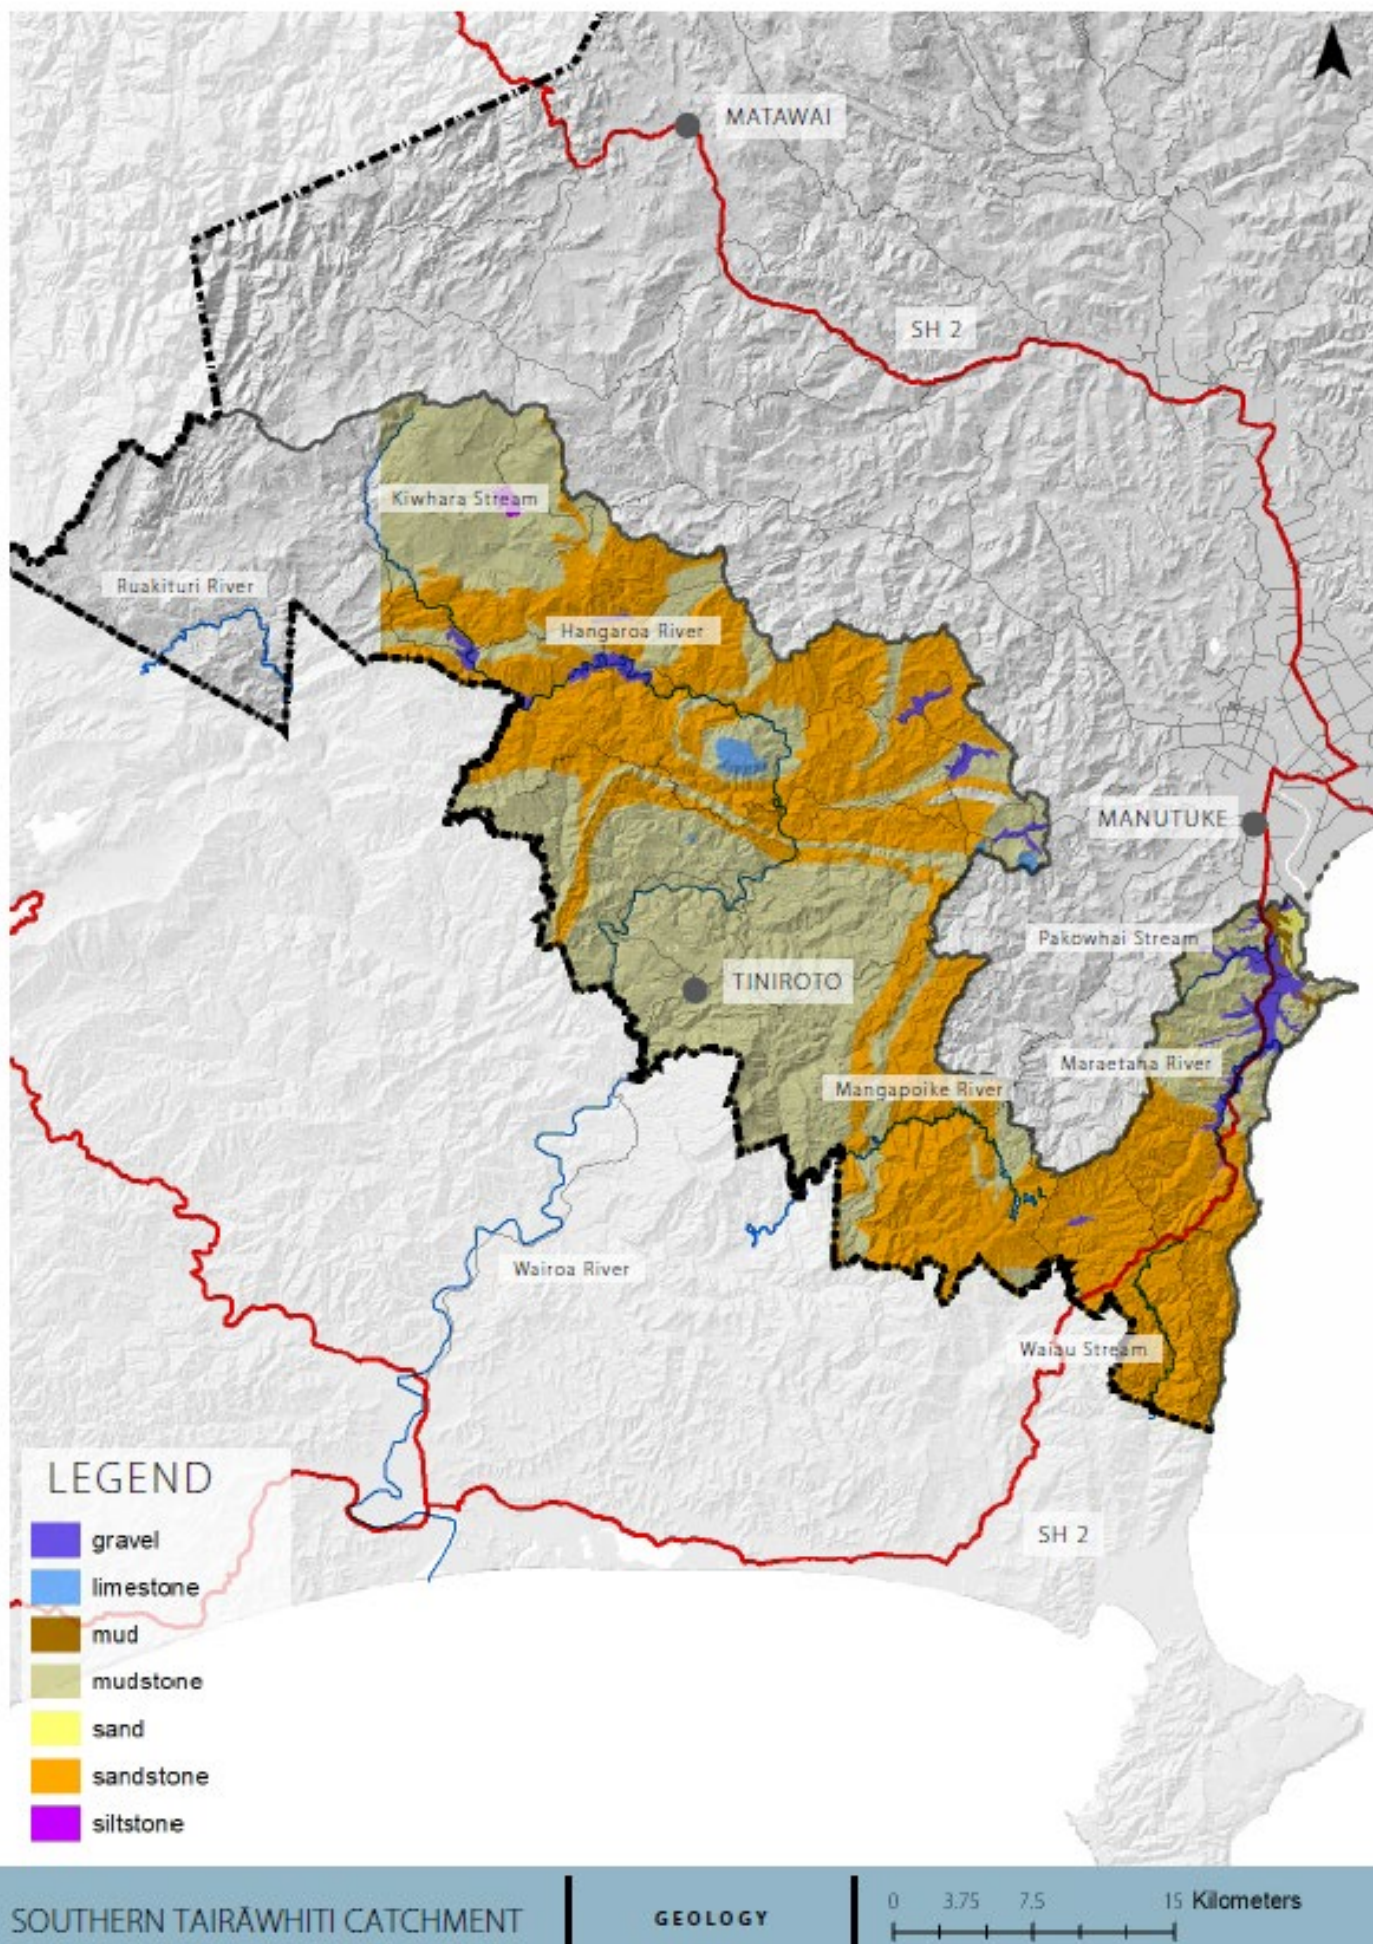 MATAWAI
SH 2
Kiwhara Stream
Ruakituri River
Hangaroa River
MANUTUKE
Pakowhai Stream
TINIROTO
Maraetaha River
Mangapoike River
Wairoa River
Waiau Stream
SH 2
LEGEND
gravel
limestone
mud
mudstone
sand
sandstone
siltstone
SOUTHERN TAIRĀWHITI CATCHMENT
GEOLOGY
0 3.75 7.5 15 Kilometers